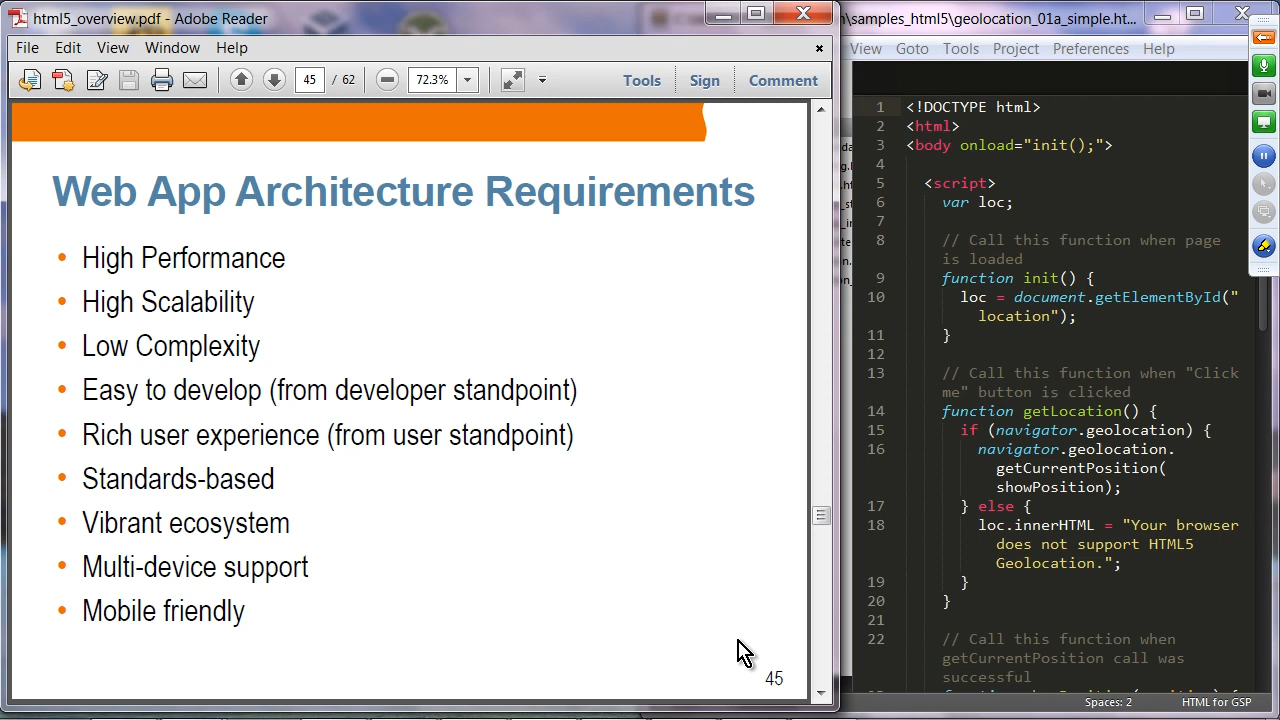 html5_overview.pdf - Adobe Reader
File Edit View Window Help
45 / 62 72.3% Tools Sign Comment
Web App Architecture Requirements
• High Performance
• High Scalability
• Low Complexity
• Easy to develop (from developer standpoint)
• Rich user experience (from user standpoint)
• Standards-based
• Vibrant ecosystem
• Multi-device support
• Mobile friendly
45
\samples_html5\geolocation_01a_simple.ht...
View Goto Tools Project Preferences Help
1 <!DOCTYPE html>
2 <html>
3 <body onload="init();">
4
5 <script>
6 var loc;
7
8 // Call this function when page
is loaded
9 function init() {
10 loc = document.getElementById("
location");
11 }
12
13 // Call this function when "Click
me" button is clicked
14 function getLocation() {
15 if (navigator.geolocation) {
16 navigator.geolocation.
getCurrentPosition(
showPosition);
17 } else {
18 loc.innerHTML = "Your browser
does not support HTML5
Geolocation.";
19 }
20 }
21
22 // Call this function when
getCurrentPosition call was
successful
Spaces: 2 HTML for GSP